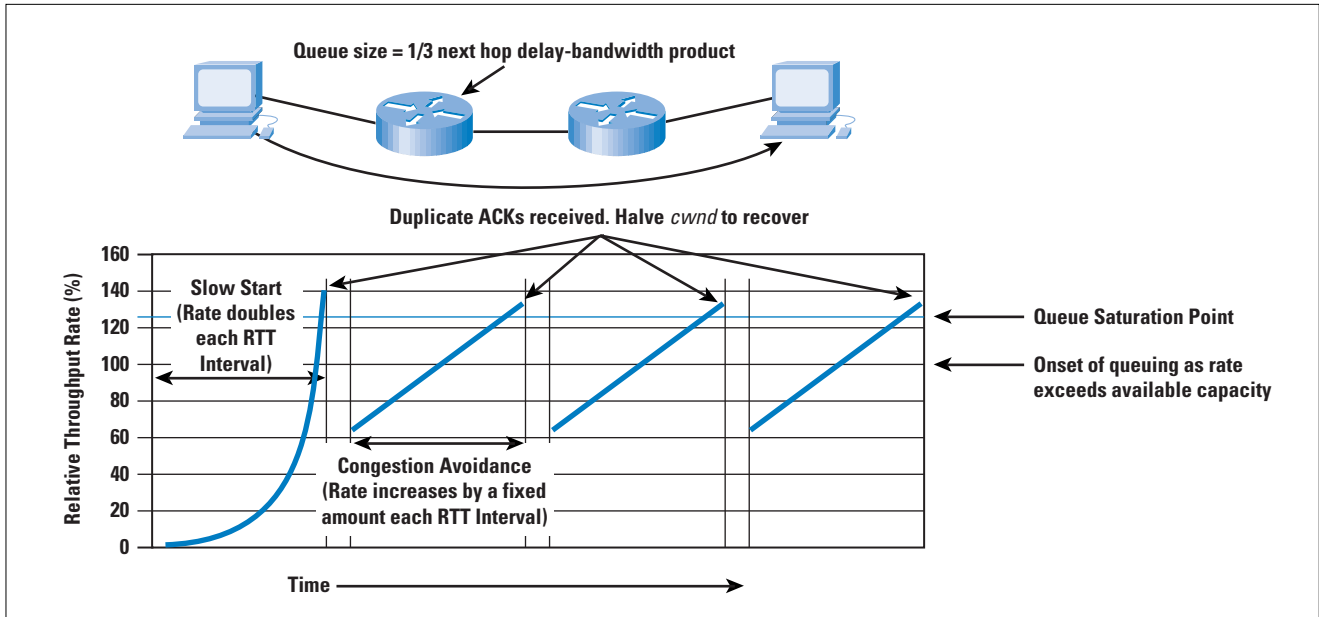 Queue size = 1/3 next hop delay-bandwidth product
Duplicate ACKs received. Halve cwnd to recover
Relative Throughput Rate (%)
160
140
120
100
80
60
40
20
0
Slow Start
(Rate doubles
each RTT
Interval)
Congestion Avoidance
(Rate increases by a fixed
amount each RTT Interval)
Queue Saturation Point
Onset of queuing as rate
exceeds available capacity
Time